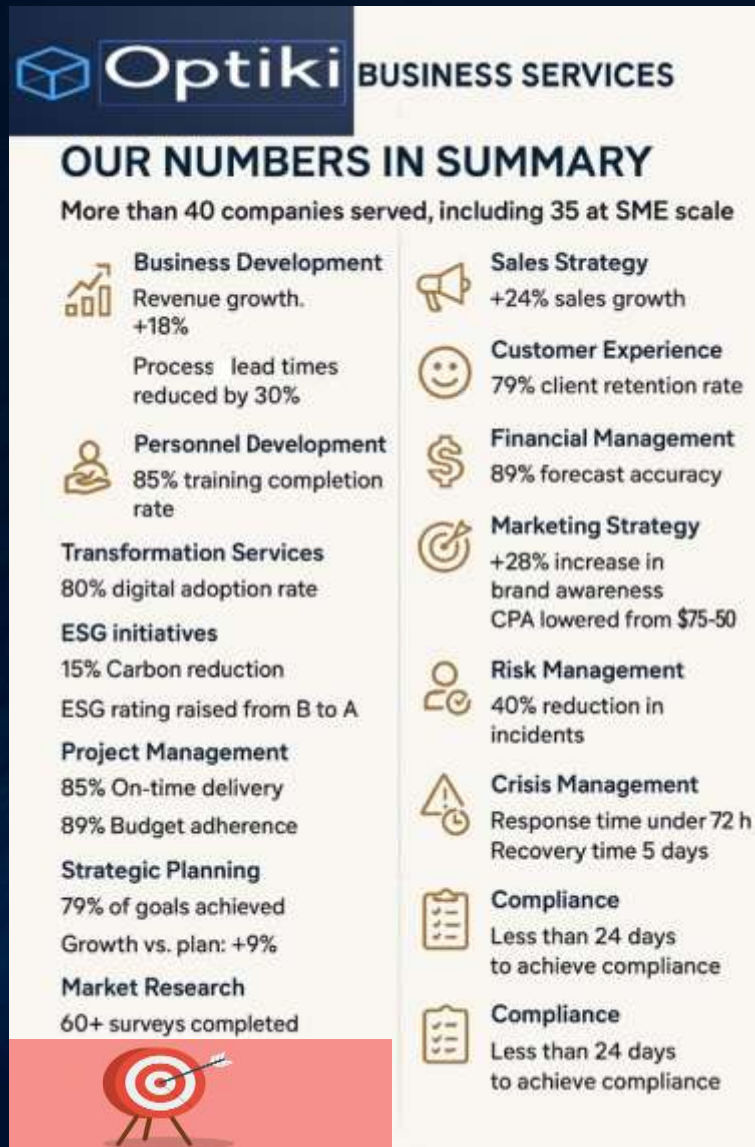 Optiki BUSINESS SERVICES
OUR NUMBERS IN SUMMARY
More than 40 companies served, including 35 at SME scale
Business Development
Revenue growth.
+18%
Process lead times
reduced by 30%
Personnel Development
85% training completion
rate
Transformation Services
80% digital adoption rate
ESG initiatives
15% Carbon reduction
ESG rating raised from B to A
Project Management
85% On-time delivery
89% Budget adherence
Strategic Planning
79% of goals achieved
Growth vs. plan: +9%
Market Research
60+ surveys completed
Sales Strategy
+24% sales growth
Customer Experience
79% client retention rate
Financial Management
89% forecast accuracy
Marketing Strategy
+28% increase in
brand awareness
CPA lowered from $75-50
Risk Management
40% reduction in
incidents
Crisis Management
Response time under 72 h
Recovery time 5 days
Compliance
Less than 24 days
to achieve compliance
Compliance
Less than 24 days
to achieve compliance